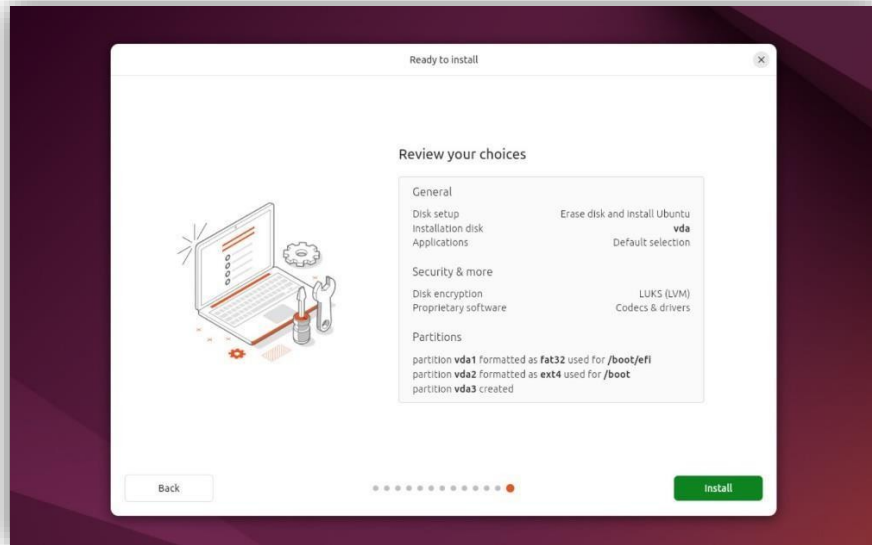 Ready to install
Review your choices
General
Disk setup Erase disk and install Ubuntu
Installation disk vda
Applications Default selection
Security & more
Disk encryption LUKS (LVM)
Proprietary software Codecs & drivers
Partitions
partition vda1 formatted as fat32 used for /boot/efi
partition vda2 formatted as ext4 used for /boot
partition vda3 created
Back Install